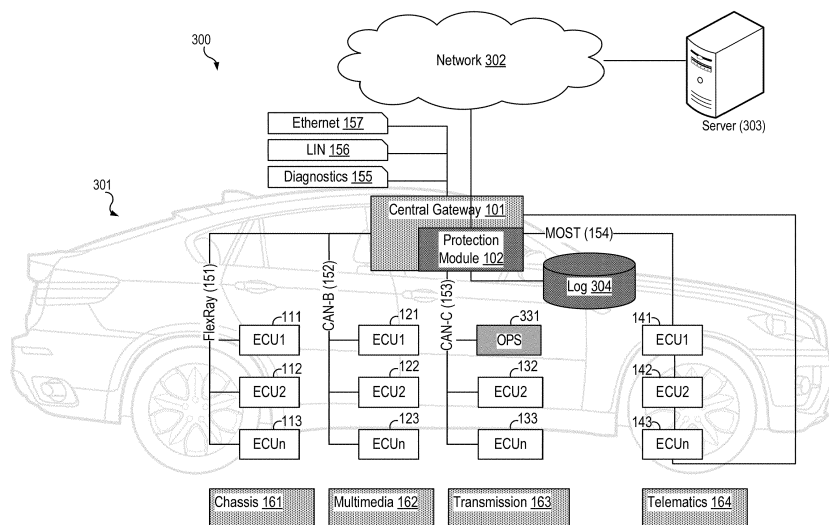 300
Network 302
Server (303)
Ethernet 157
LIN 156
Diagnostics 155
301
Central Gateway 101
Protection
Module 102
MOST (154)
Log 304
FlexRay (151)
CAN-B (152)
CAN-C (153)
111
ECU1
121
ECU1
331
OPS
141
ECU1
112
ECU2
122
ECU2
132
ECU2
142
ECU2
113
ECUn
123
ECUn
133
ECUn
143
ECUn
Chassis 161
Multimedia 162
Transmission 163
Telematics 164